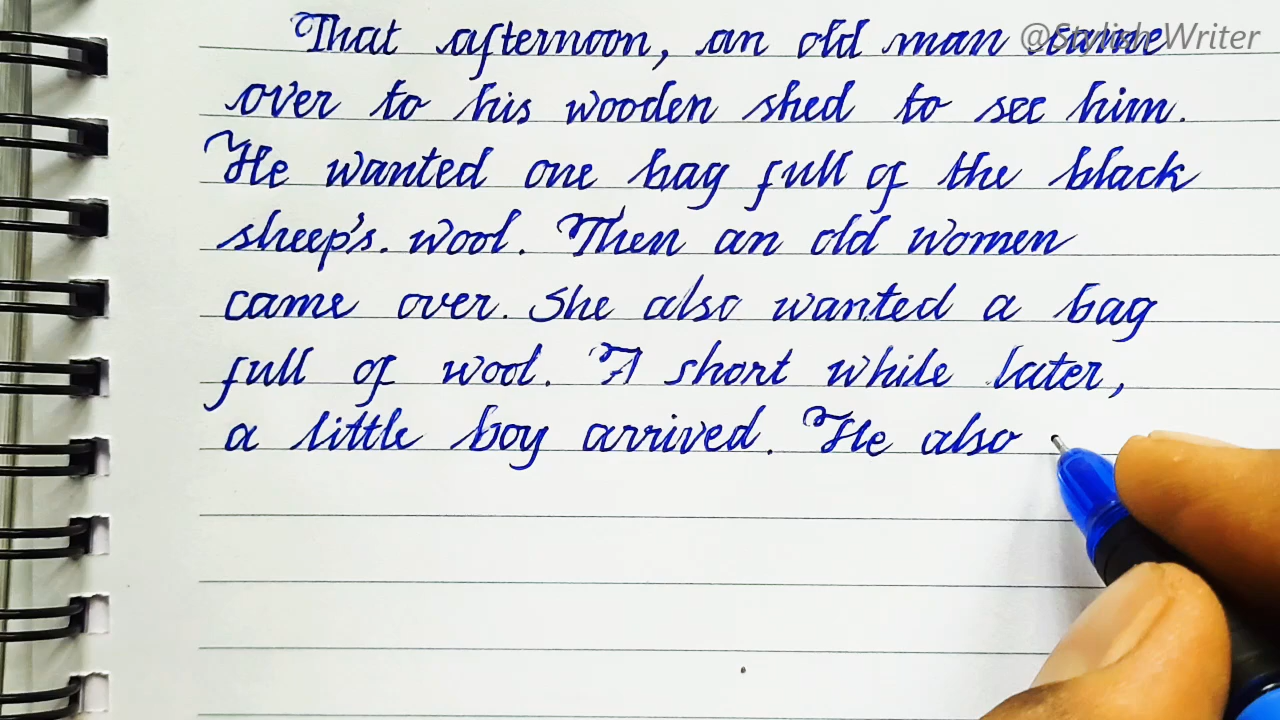 That afternoon, an old man came
@Stylish Writer
over to his wooden shed to see him.
He wanted one bag full of the black
sheep's. wool. Then an old women
came over. She also wanted a bag
full of wool. A short while later,
a little boy arrived. He also